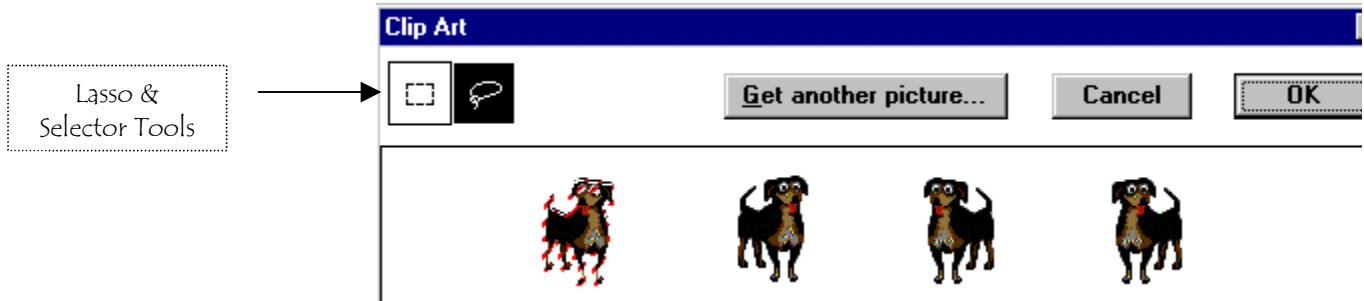 Clip Art
Lasso &
Selector Tools
Get another picture...
Cancel
OK